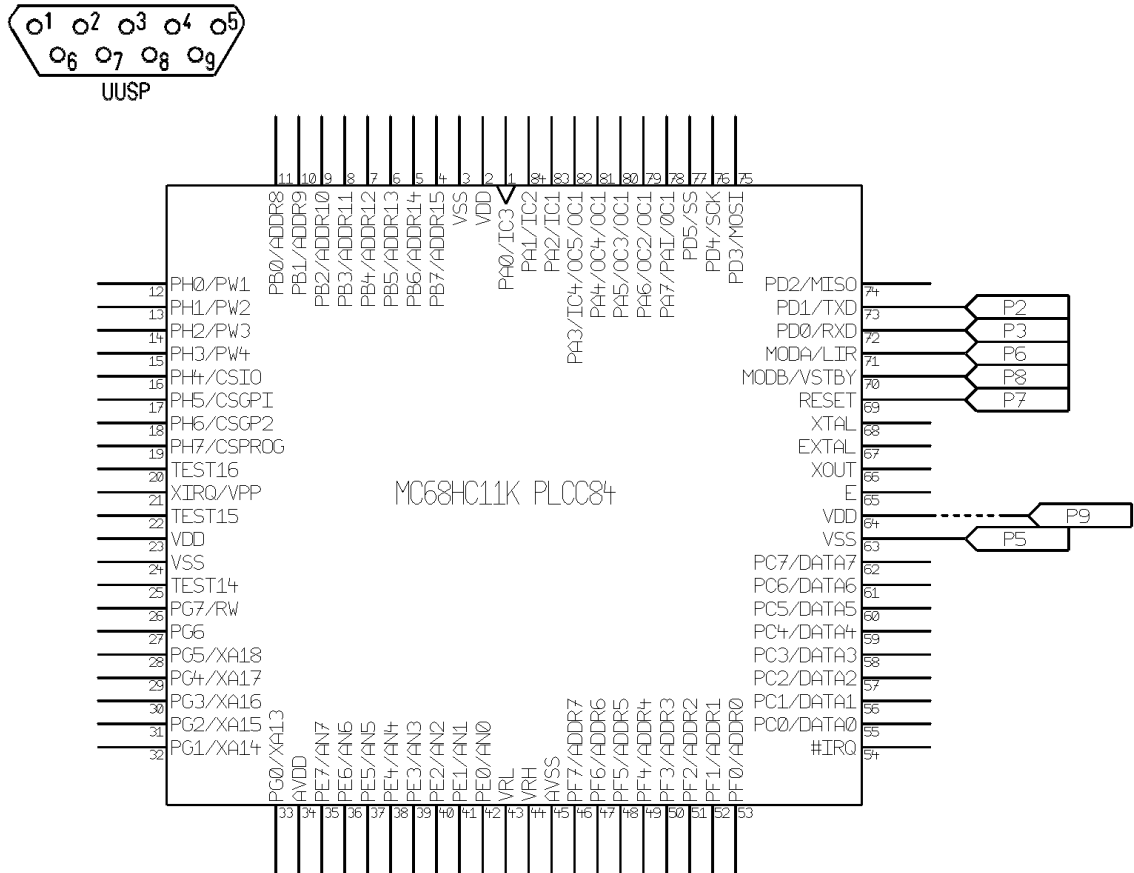 1 2 3 4 5
6 7 8 9
UUSP
11 10 9 8 7 6 5 4 3 2 1 84 83 82 81 80 79 78 77 76 75
PB0/ADDR8
PB1/ADDR9
PB2/ADDR10
PB3/ADDR11
PB4/ADDR12
PB5/ADDR13
PB6/ADDR14
PB7/ADDR15
VSS
VDD
PA0/IC3
PA1/IC2
PA2/IC1
PA3/IC4/OC5/OC1
PA4/OC4/OC1
PA5/OC3/OC1
PA6/OC2/OC1
PA7/PAI/OC1
PD5/SS
PD4/SCK
PD3/MOSI
12 PH0/PW1
13 PH1/PW2
14 PH2/PW3
15 PH3/PW4
16 PH4/CSIO
17 PH5/CSGPI
18 PH6/CSGP2
19 PH7/CSPROG
20 TEST16
21 XIRQ/VPP
22 TEST15
23 VDD
24 VSS
25 TEST14
26 PG7/RW
27 PG6
28 PG5/XA18
29 PG4/XA17
30 PG3/XA16
31 PG2/XA15
32 PG1/XA14
MC68HC11K PLCC84
PD2/MISO 74
PD1/TXD 73 P2
PD0/RXD 72 P3
MODA/LIR 71 P6
MODB/VSTBY 70 P8
RESET 69 P7
XTAL 68
EXTAL 67
XOUT 66
E 65
VDD 64 P9
VSS 63 P5
PC7/DATA7 62
PC6/DATA6 61
PC5/DATA5 60
PC4/DATA4 59
PC3/DATA3 58
PC2/DATA2 57
PC1/DATA1 56
PC0/DATA0 55
#IRQ 54
PG0/XA13
AVDD
PE7/AN7
PE6/AN6
PE5/AN5
PE4/AN4
PE3/AN3
PE2/AN2
PE1/AN1
PE0/AN0
VRL
VRH
AVSS
PF7/ADDR7
PF6/ADDR6
PF5/ADDR5
PF4/ADDR4
PF3/ADDR3
PF2/ADDR2
PF1/ADDR1
PF0/ADDR0
33 34 35 36 37 38 39 40 41 42 43 44 45 46 47 48 49 50 51 52 53